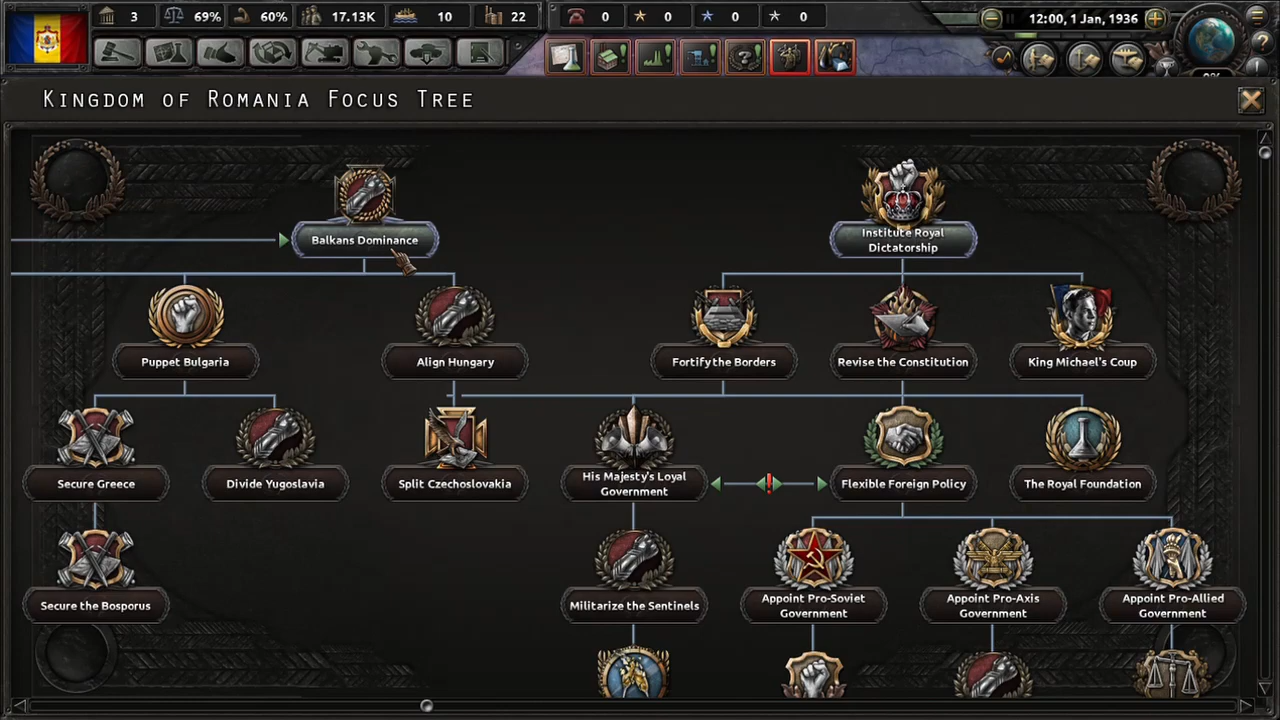 3 69% 60% 17.13K 10 22 0 0 0 0 12:00, 1 Jan, 1936
Kingdom of Romania Focus Tree
Balkans Dominance
Institute Royal
Dictatorship
Puppet Bulgaria
Align Hungary
Fortify the Borders
Revise the Constitution
King Michael's Coup
Secure Greece
Divide Yugoslavia
Split Czechoslovakia
His Majesty's Loyal
Government
Flexible Foreign Policy
The Royal Foundation
Secure the Bosporus
Militarize the Sentinels
Appoint Pro-Soviet
Government
Appoint Pro-Axis
Government
Appoint Pro-Allied
Government